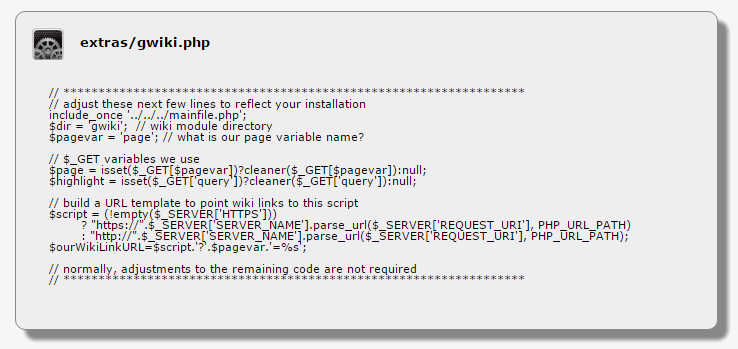 extras/gwiki.php
// ******************************************************************
// adjust these next few lines to reflect your installation
include_once '../../../mainfile.php';
$dir = 'gwiki';  // wiki module directory
$pagevar = 'page'; // what is our page variable name?
// $_GET variables we use
$page = isset($_GET[$pagevar])?cleaner($_GET[$pagevar]):null;
$highlight = isset($_GET['query'])?cleaner($_GET['query']):null;
// build a URL template to point wiki links to this script
$script = (!empty($_SERVER['HTTPS']))
? "https://".$_SERVER['SERVER_NAME'].parse_url($_SERVER['REQUEST_URI'], PHP_URL_PATH)
: "http://".$_SERVER['SERVER_NAME'].parse_url($_SERVER['REQUEST_URI'], PHP_URL_PATH);
$ourWikiLinkURL=$script.'?'.$pagevar.'=%s';
// normally, adjustments to the remaining code are not required
// ******************************************************************